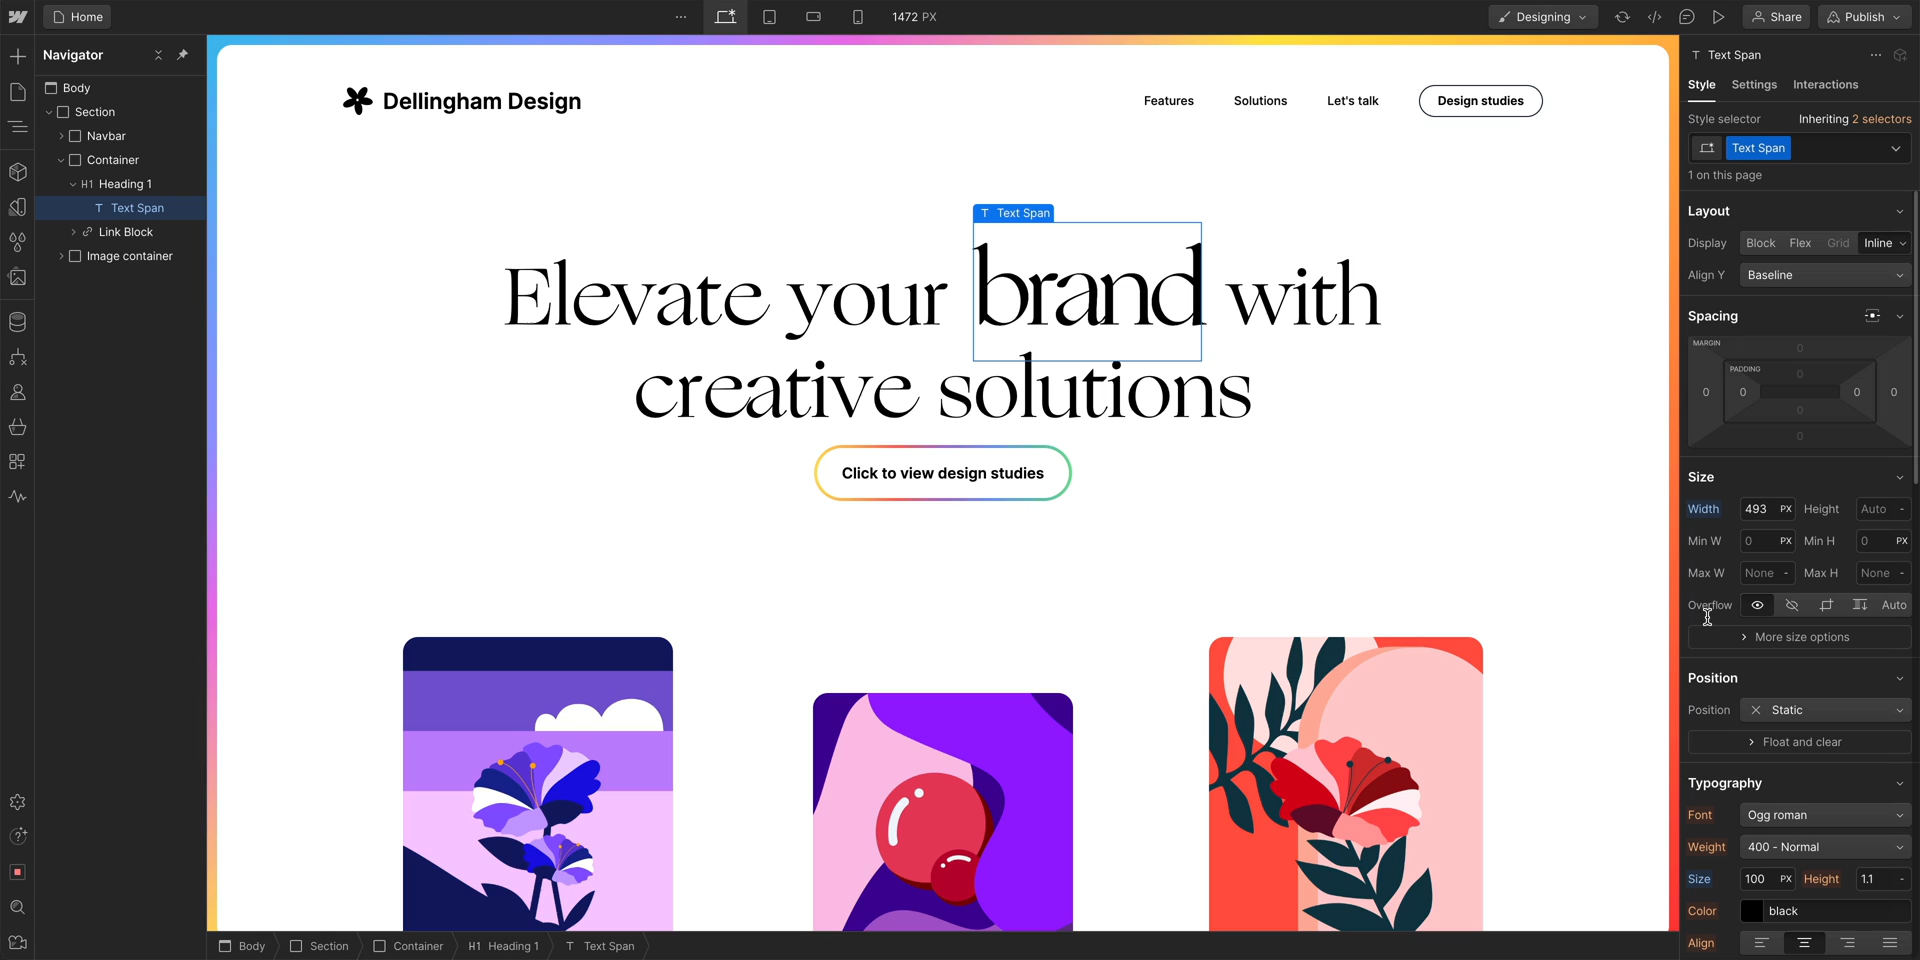 Home
1472 PX
Designing
Share
Publish
Navigator
Body
Section
Navbar
Container
H1 Heading 1
T Text Span
Link Block
Image container
Dellingham Design
Features
Solutions
Let's talk
Design studies
T Text Span
Elevate your brand with
creative solutions
Click to view design studies
Body
Section
Container
H1 Heading 1
T Text Span
T Text Span
Style
Settings
Interactions
Style selector
Inheriting 2 selectors
Text Span
1 on this page
Layout
Display Block Flex Grid Inline
Align Y Baseline
Spacing
MARGIN
0
PADDING
0
0 0 0 0
0
0
Size
Width 493 PX Height Auto -
Min W 0 PX Min H 0 PX
Max W None - Max H None -
Overflow Auto
More size options
Position
Position Static
Float and clear
Typography
Font Ogg roman
Weight 400 - Normal
Size 100 PX Height 1.1 -
Color black
Align